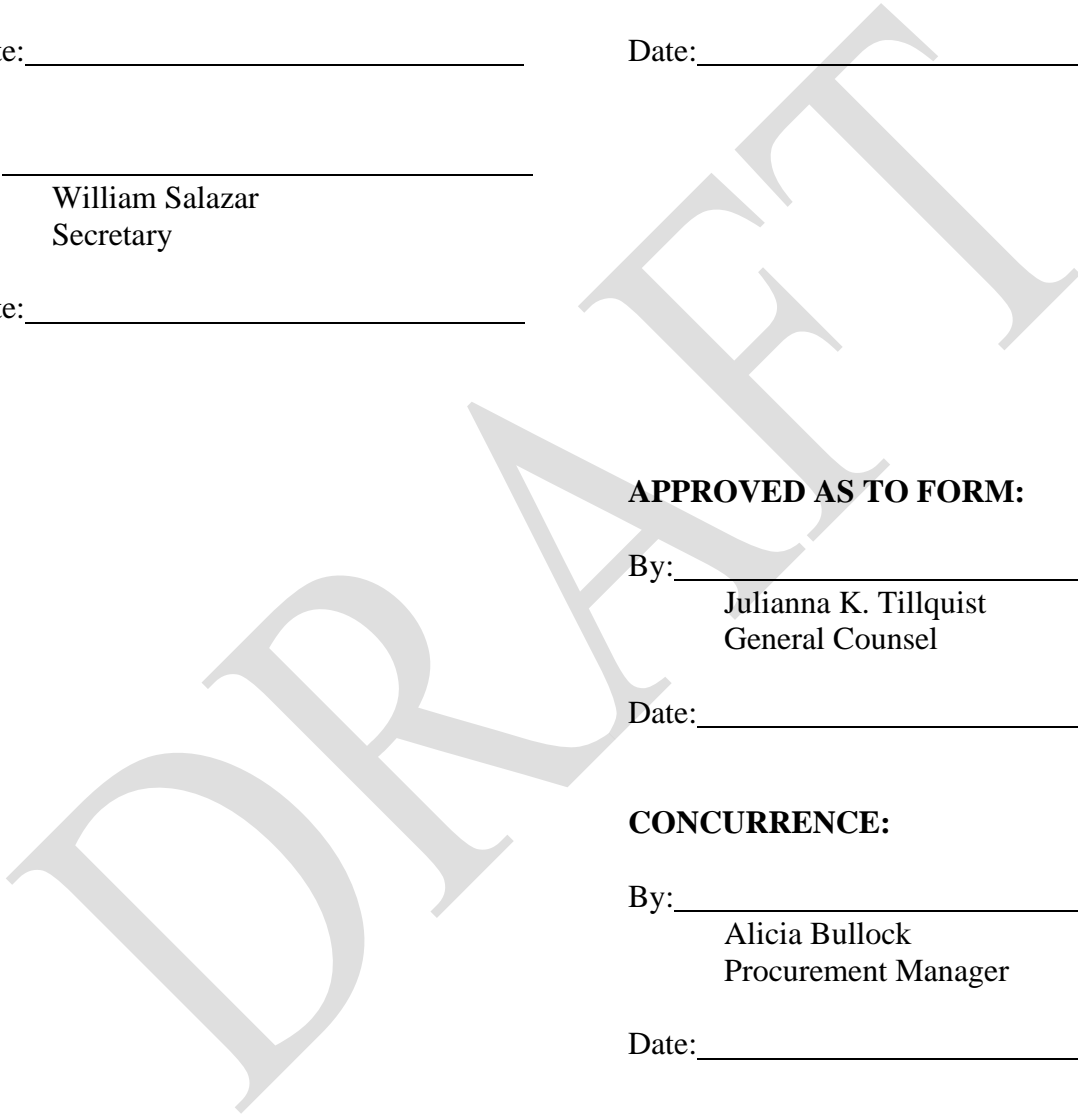 te:
Date:
William Salazar
Secretary
te:
APPROVED AS TO FORM:
By:
Julianna K. Tillquist
General Counsel
Date:
CONCURRENCE:
By:
Alicia Bullock
Procurement Manager
Date:
DRAFT